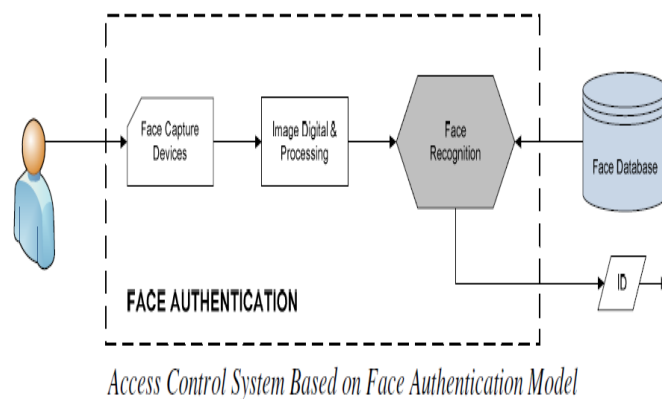 Face Capture
Devices
Image Digital &
Processing
Face
Recognition
Face Database
FACE AUTHENTICATION
ID
Access Control System Based on Face Authentication Model